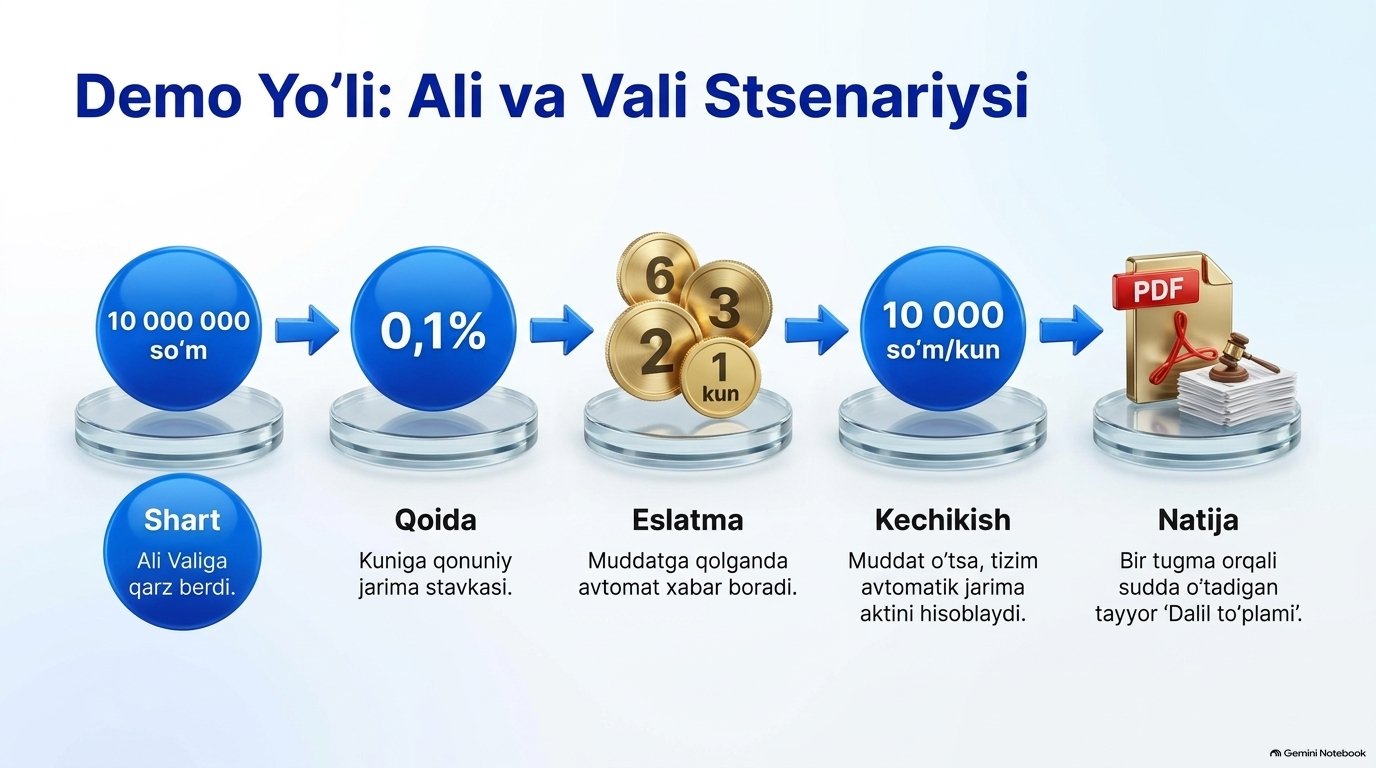 Demo Yo‘li: Ali va Vali Stsenariysi
10 000 000
so‘m
0,1%
6
3
2
1
kun
10 000
so‘m/kun
PDF
Shart
Ali Valiga
qarz berdi.
Qoida
Kuniga qonuniy
jarima stavkasi.
Eslatma
Muddatga qolganda
avtomat xabar boradi.
Kechikish
Muddat o‘tsa, tizim
avtomatik jarima
aktini hisoblaydi.
Natija
Bir tugma orqali
sudda o‘tadigan
tayyor ‘Dalil to‘plami’.
Gemini Notebook